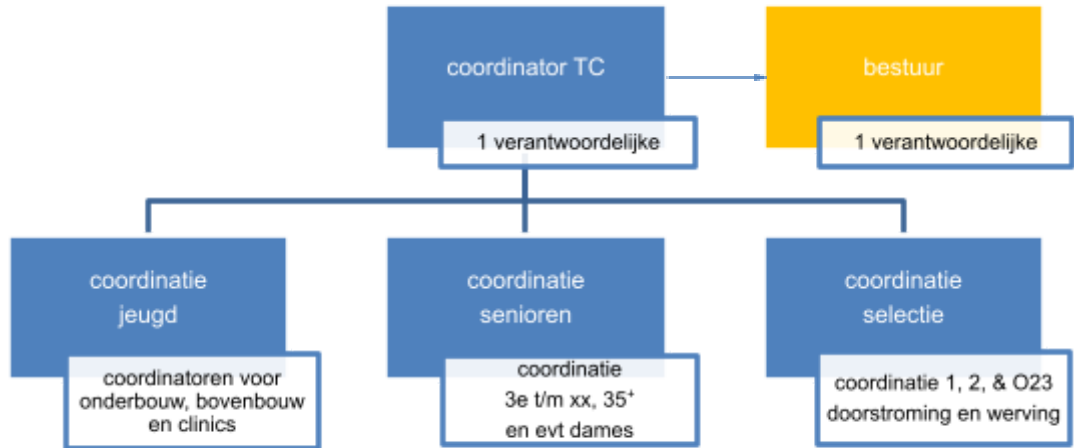 coordinator TC
1 verantwoordelijke
bestuur
1 verantwoordelijke
coordinatie
jeugd
coordinatoren voor
onderbouw, bovenbouw
en clinics
coordinatie
senioren
coordinatie
3e t/m xx, 35⁺
en evt dames
coordinatie
selectie
coordinatie 1, 2, & O23
doorstroming en werving